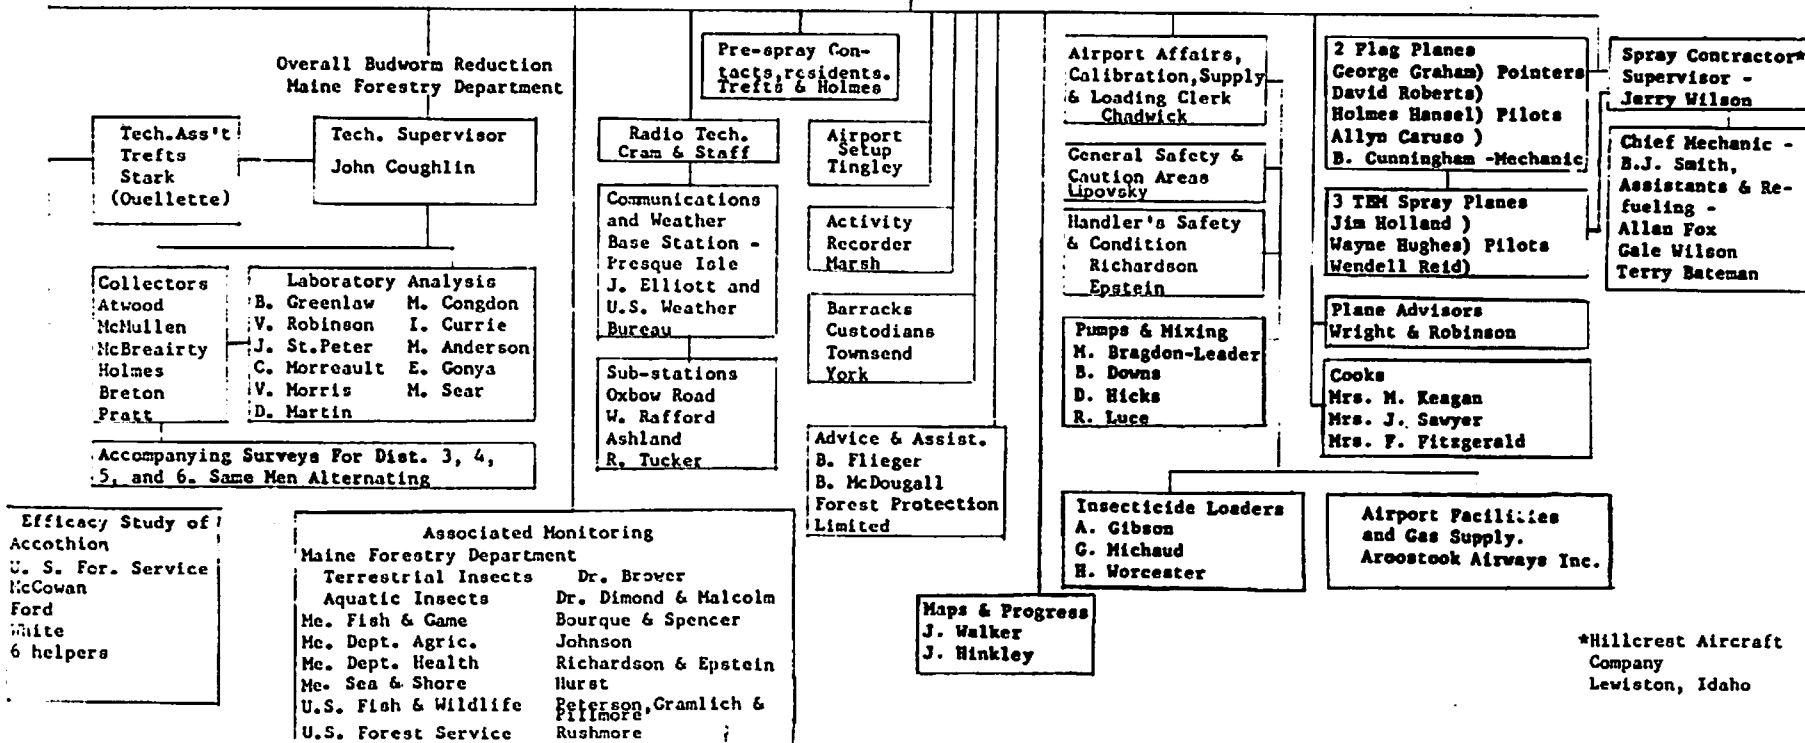 Overall Budworm Reduction
Maine Forestry Department
Tech.Ass't
Trefts
Stark
(Ouellette)
Tech. Supervisor
John Coughlin
Collectors
Atwood
McMullen
McBreairty
Holmes
Breton
Pratt
Laboratory Analysis
B. Greenlaw M. Congdon
V. Robinson I. Currie
J. St.Peter M. Anderson
C. Morreault E. Gonya
V. Morris M. Sear
D. Martin
Accompanying Surveys For Dist. 3, 4,
5, and 6. Same Men Alternating
Efficacy Study of
Accothion
U. S. For. Service
McCowan
Ford
White
6 helpers
Associated Monitoring
Maine Forestry Department
Terrestrial Insects Dr. Brower
Aquatic Insects Dr. Dimond & Malcolm
Me. Fish & Game Bourque & Spencer
Me. Dept. Agric. Johnson
Me. Dept. Health Richardson & Epstein
Me. Sea & Shore Hurst
U.S. Fish & Wildlife Peterson,Gramlich &
Pillmore
U.S. Forest Service Rushmore
Pre-spray Con-
tacts,residents.
Trefts & Holmes
Radio Tech.
Cram & Staff
Communications
and Weather
Base Station -
Presque Isle
J. Elliott and
U.S. Weather
Bureau
Sub-stations
Oxbow Road
W. Rafford
Ashland
R. Tucker
Airport
Setup
Tingley
Activity
Recorder
Marsh
Barracks
Custodians
Townsend
York
Advice & Assist.
B. Flieger
B. McDougall
Forest Protection
Limited
Maps & Progress
J. Walker
J. Hinkley
Airport Affairs,
Calibration,Supply
& Loading Clerk
Chadwick
General Safety &
Caution Areas
Lipovsky
Handler's Safety
& Condition
Richardson
Epstein
Pumps & Mixing
M. Bragdon-Leader
B. Downs
D. Hicks
R. Luce
Insecticide Loaders
A. Gibson
G. Michaud
H. Worcester
Airport Facilities
and Gas Supply.
Aroostook Airways Inc.
2 Flag Planes
George Graham) Pointers
David Roberts)
Holmes Hansel) Pilots
Allyn Caruso )
B. Cunningham -Mechanic
3 TBM Spray Planes
Jim Holland )
Wayne Hughes) Pilots
Wendell Reid)
Plane Advisors
Wright & Robinson
Cooks
Mrs. M. Keagan
Mrs. J. Sawyer
Mrs. F. Fitzgerald
Spray Contractor*
Supervisor -
Jerry Wilson
Chief Mechanic -
B.J. Smith,
Assistants & Re-
fueling -
Allan Fox
Gale Wilson
Terry Bateman
*Hillcrest Aircraft
Company
Lewiston, Idaho